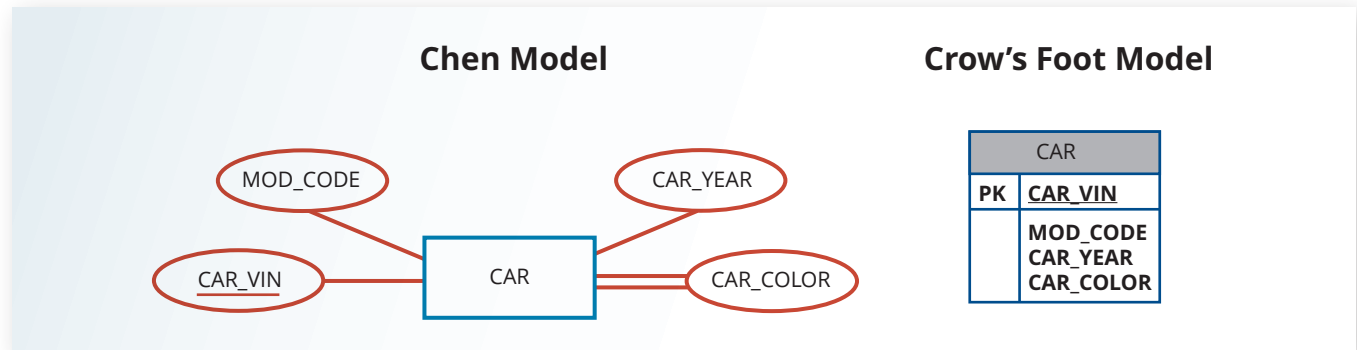 Chen Model
MOD_CODE
CAR_YEAR
CAR_VIN
CAR
CAR_COLOR
Crow’s Foot Model
CAR
PK CAR_VIN
MOD_CODE
CAR_YEAR
CAR_COLOR